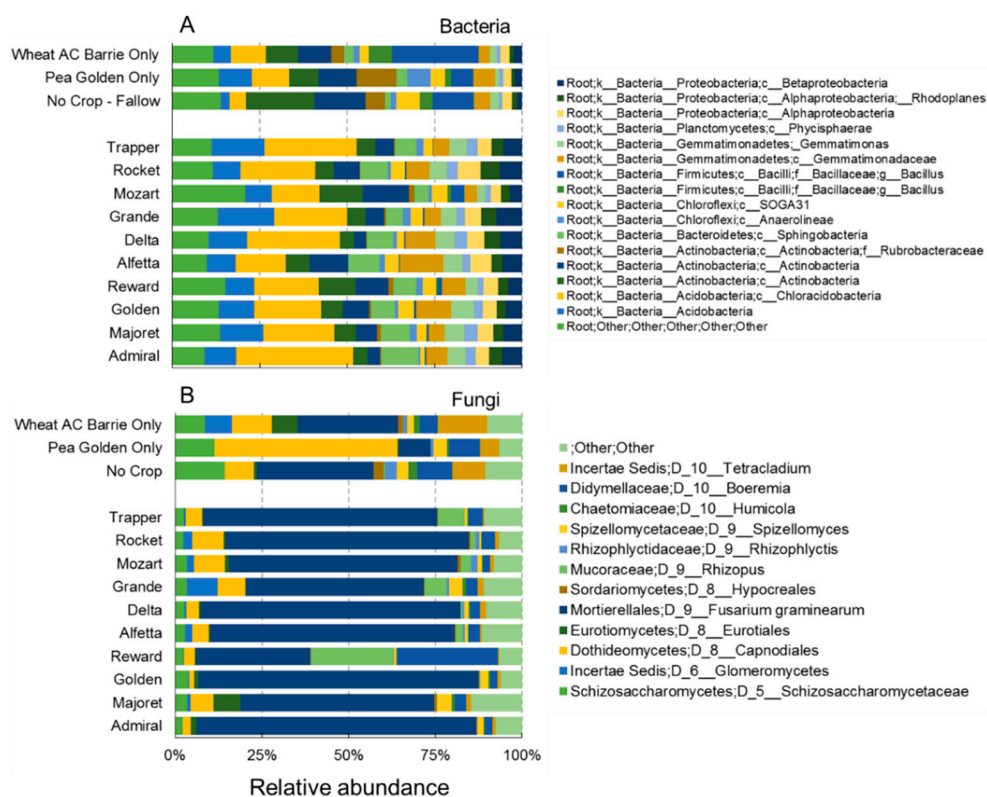 A
Bacteria
Wheat AC Barrie Only
Pea Golden Only
No Crop - Fallow
Trapper
Rocket
Mozart
Grande
Delta
Alfetta
Reward
Golden
Majoret
Admiral
Root;k__Bacteria__Proteobacteria;c__Betaproteobacteria
Root;k__Bacteria__Proteobacteria;c__Alphaproteobacteria;__Rhodoplanes
Root;k__Bacteria__Proteobacteria;c__Alphaproteobacteria
Root;k__Bacteria__Planctomycetes;c__Phycisphaerae
Root;k__Bacteria__Gemmatimonadetes;_Gemmatimonas
Root;k__Bacteria__Gemmatimonadetes;c__Gemmatimonadaceae
Root;k__Bacteria__Firmicutes;c__Bacilli;f__Bacillaceae;g__Bacillus
Root;k__Bacteria__Firmicutes;c__Bacilli;f__Bacillaceae;g__Bacillus
Root;k__Bacteria__Chloroflexi;c__SOGA31
Root;k__Bacteria__Chloroflexi;c__Anaerolineae
Root;k__Bacteria__Bacteroidetes;c__Sphingobacteria
Root;k__Bacteria__Actinobacteria;c__Actinobacteria;f__Rubrobacteraceae
Root;k__Bacteria__Actinobacteria;c__Actinobacteria
Root;k__Bacteria__Actinobacteria;c__Actinobacteria
Root;k__Bacteria__Acidobacteria;c__Chloracidobacteria
Root;k__Bacteria__Acidobacteria
Root;Other;Other;Other;Other;Other
B
Fungi
Wheat AC Barrie Only
Pea Golden Only
No Crop
Trapper
Rocket
Mozart
Grande
Delta
Alfetta
Reward
Golden
Majoret
Admiral
0% 25% 50% 75% 100%
Relative abundance
;Other;Other
Incertae Sedis;D_10__Tetracladium
Didymellaceae;D_10__Boeremia
Chaetomiaceae;D_10__Humicola
Spizellomycetaceae;D_9__Spizellomyces
Rhizophlyctidaceae;D_9__Rhizophlyctis
Mucoraceae;D_9__Rhizopus
Sordariomycetes;D_8__Hypocreales
Mortierellales;D_9__Fusarium graminearum
Eurotiomycetes;D_8__Eurotiales
Dothideomycetes;D_8__Capnodiales
Incertae Sedis;D_6__Glomeromycetes
Schizosaccharomycetes;D_5__Schizosaccharomycetaceae